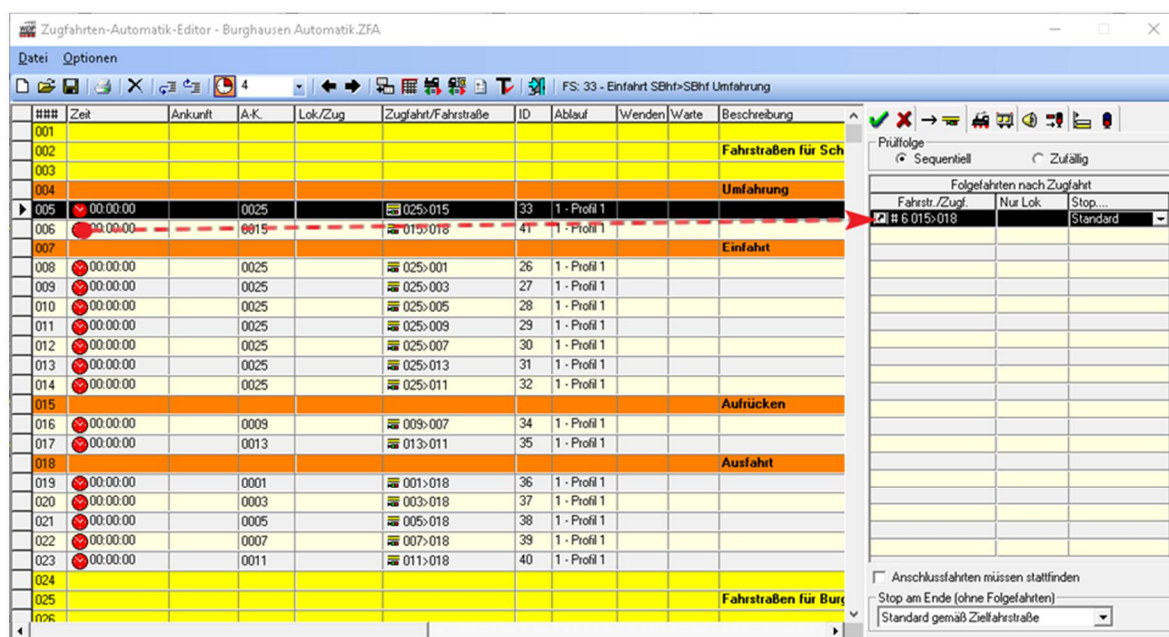 Zugfahrten-Automatik-Editor - Burghausen Automatik.ZFA
Datei Optionen
4 FS: 33 - Einfahrt SBhf>SBhf Umfahrung
### Zeit Ankunft A-K. Lok/Zug Zugfahrt/Fahrstraße ID Ablauf Wenden Warte Beschreibung
001
002 Fahrstraßen für Sch
003
004 Umfahrung
005 00:00:00 0025 025>015 33 1 - Profil 1
006 00:00:00 0015 015>018 41 1 - Profil 1
007 Einfahrt
008 00:00:00 0025 025>001 26 1 - Profil 1
009 00:00:00 0025 025>003 27 1 - Profil 1
010 00:00:00 0025 025>005 28 1 - Profil 1
011 00:00:00 0025 025>009 29 1 - Profil 1
012 00:00:00 0025 025>007 30 1 - Profil 1
013 00:00:00 0025 025>013 31 1 - Profil 1
014 00:00:00 0025 025>011 32 1 - Profil 1
015 Aufrücken
016 00:00:00 0009 009>007 34 1 - Profil 1
017 00:00:00 0013 013>011 35 1 - Profil 1
018 Ausfahrt
019 00:00:00 0001 001>018 36 1 - Profil 1
020 00:00:00 0003 003>018 37 1 - Profil 1
021 00:00:00 0005 005>018 38 1 - Profil 1
022 00:00:00 0007 007>018 39 1 - Profil 1
023 00:00:00 0011 011>018 40 1 - Profil 1
024
025 Fahrstraßen für Burg
026
Prüffolge
Sequentiell Zufällig
Folgefahrten nach Zugfahrt
Fahrstr./Zugf. Nur Lok Stop....
# 6 015>018 Standard
Anschlussfahrten müssen stattfinden
Stop am Ende (ohne Folgefahrten)
Standard gemäß Zielfahrstraße